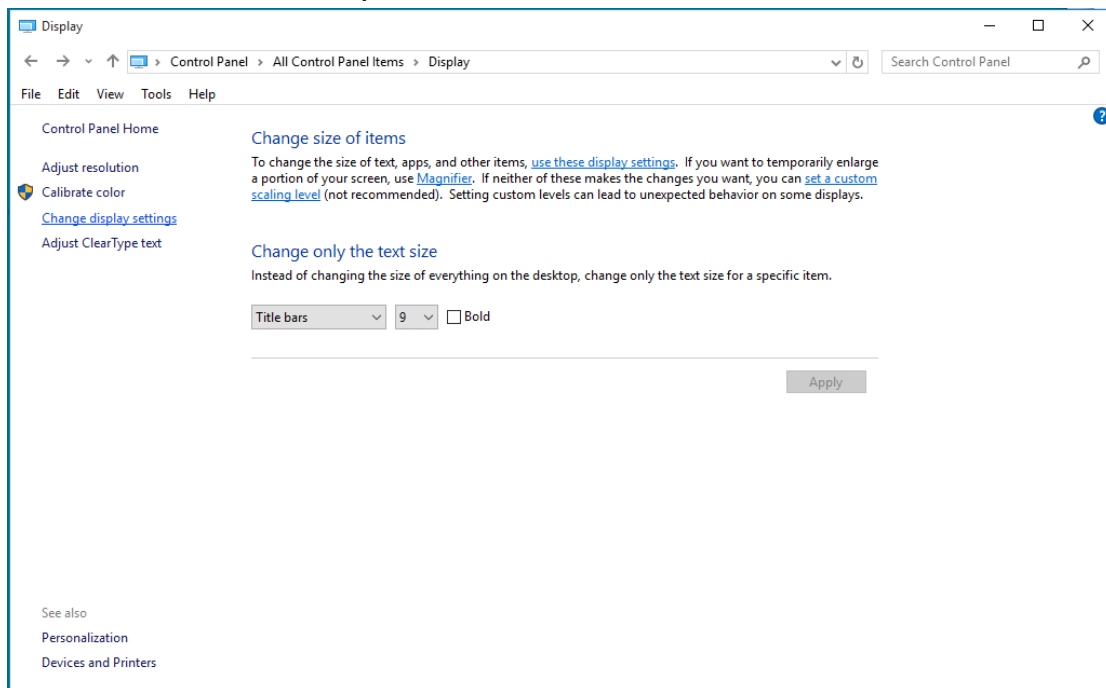 Display
Control Panel > All Control Panel Items > Display
Search Control Panel
File Edit View Tools Help
Control Panel Home
Adjust resolution
Calibrate color
Change display settings
Adjust ClearType text
Change size of items
To change the size of text, apps, and other items, use these display settings. If you want to temporarily enlarge
a portion of your screen, use Magnifier. If neither of these makes the changes you want, you can set a custom
scaling level (not recommended). Setting custom levels can lead to unexpected behavior on some displays.
Change only the text size
Instead of changing the size of everything on the desktop, change only the text size for a specific item.
Title bars 9 Bold
Apply
See also
Personalization
Devices and Printers